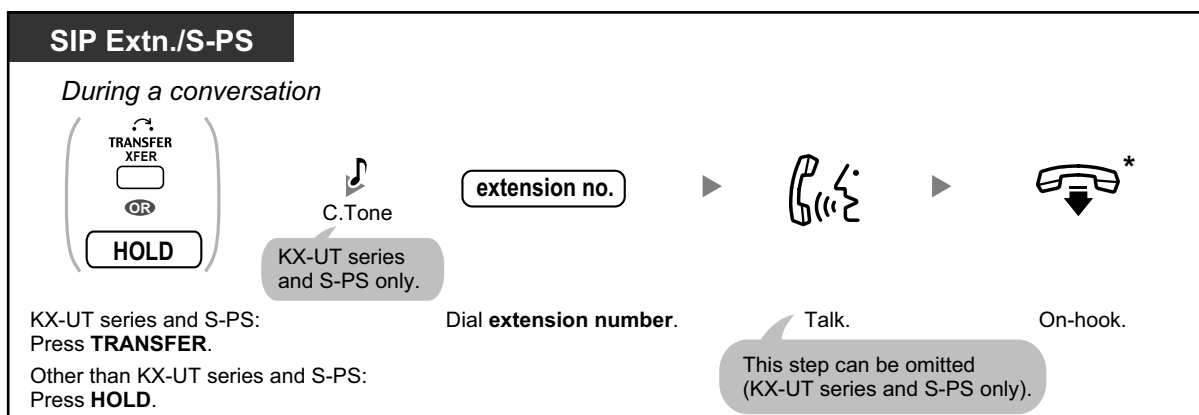 SIP Extn./S-PS
During a conversation
TRANSFER
XFER
OR
HOLD
C.Tone
KX-UT series
and S-PS only.
extension no.
*
KX-UT series and S-PS:
Press TRANSFER.
Other than KX-UT series and S-PS:
Press HOLD.
Dial extension number.
Talk.
This step can be omitted
(KX-UT series and S-PS only).
On-hook.